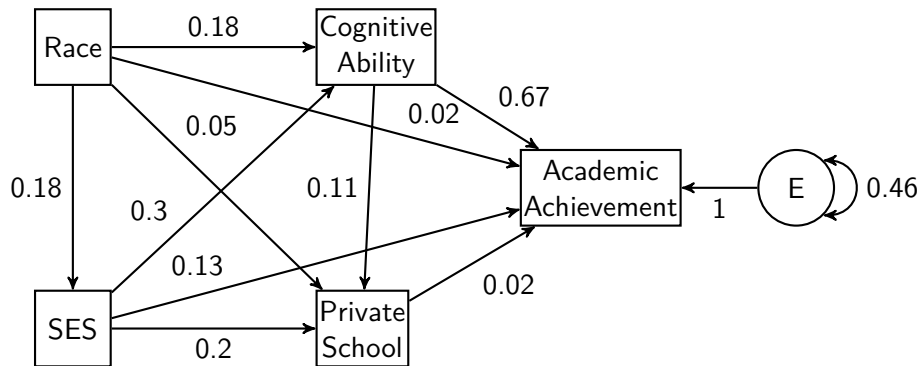 0.18
Cognitive
Ability
Race
0.67
0.02
0.05
Academic
Achievement
E
0.46
1
0.18
0.11
0.3
0.13
0.02
SES
Private
School
0.2